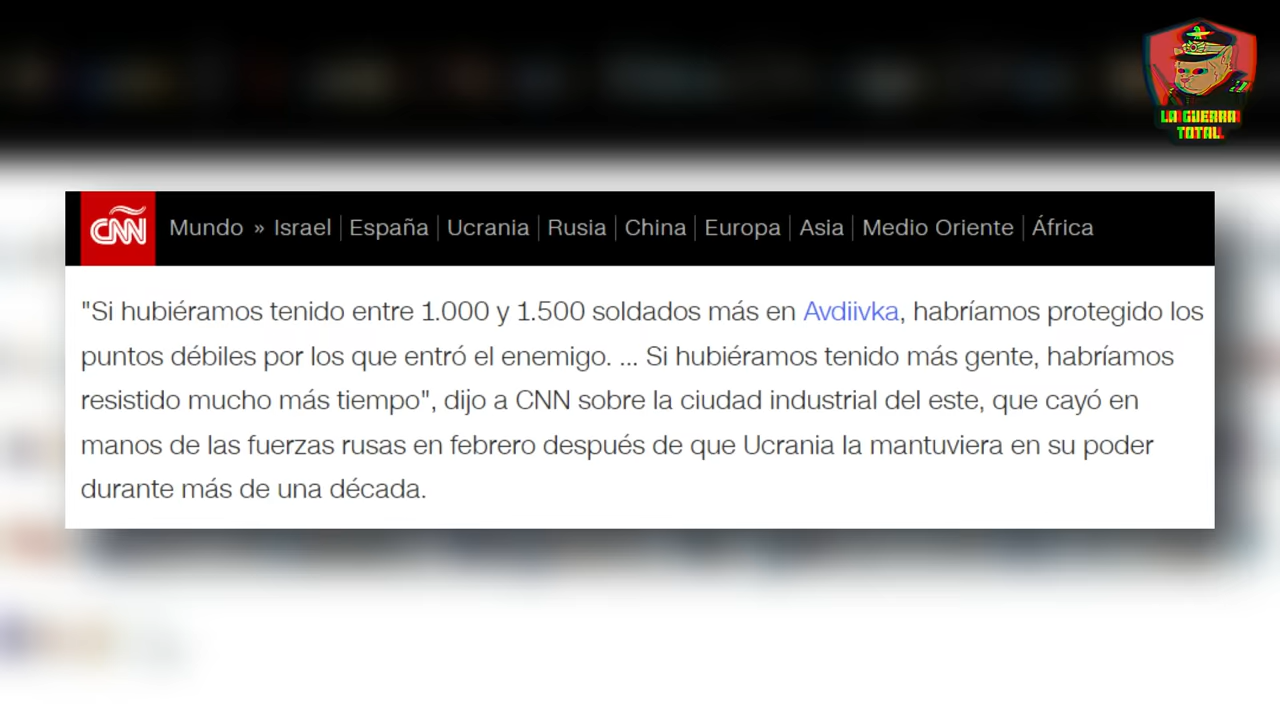 LA GUERRA
TOTAL
CNN
Mundo » Israel | España | Ucrania | Rusia | China | Europa | Asia | Medio Oriente | África
"Si hubiéramos tenido entre 1.000 y 1.500 soldados más en Avdiivka, habríamos protegido los
puntos débiles por los que entró el enemigo. ... Si hubiéramos tenido más gente, habríamos
resistido mucho más tiempo", dijo a CNN sobre la ciudad industrial del este, que cayó en
manos de las fuerzas rusas en febrero después de que Ucrania la mantuviera en su poder
durante más de una década.